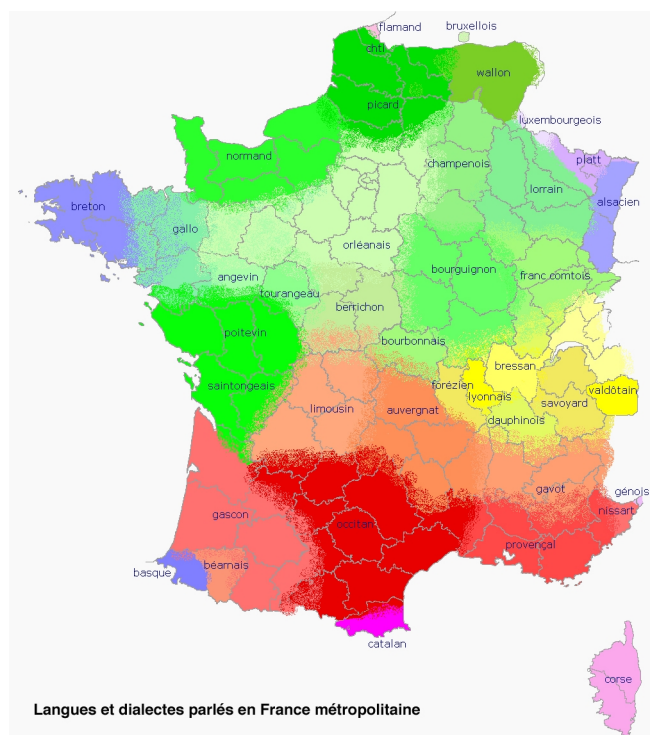 flamand
bruxellois
chti
wallon
picard
luxembourgeois
normand
champenois
platt
lorrain
alsacien
breton
gallo
orléanais
bourguignon
franc comtois
angevin
tourangeau
berrichon
poitevin
bourbonnais
bressan
saintongeais
forézien
lyonnais
valdôtain
limousin
auvergnat
savoyard
dauphinois
gavot
génois
gascon
occitan
nissart
provençal
basque
béarnais
catalan
corse
Langues et dialectes parlés en France métropolitaine